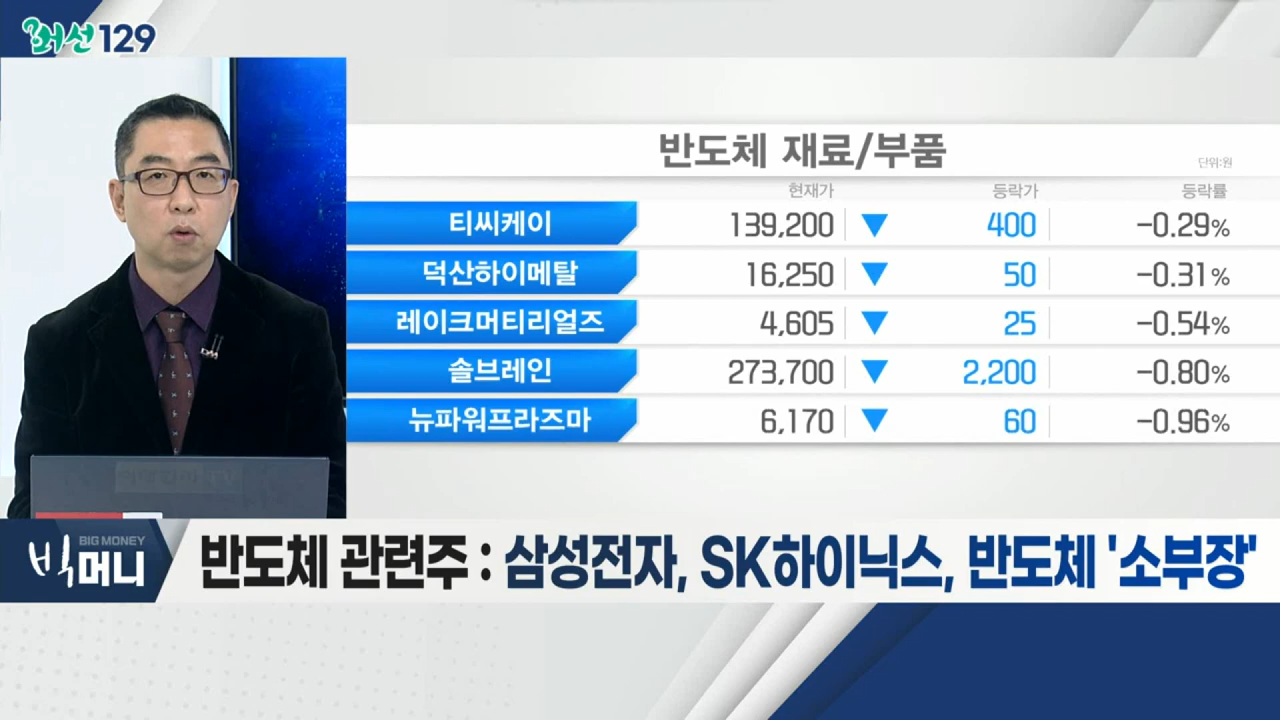 머선129
반도체 재료/부품
단위:원
현재가 등락가 등락률
티씨케이 139,200 ▼ 400 -0.29%
덕산하이메탈 16,250 ▼ 50 -0.31%
레이크머티리얼즈 4,605 ▼ 25 -0.54%
솔브레인 273,700 ▼ 2,200 -0.80%
뉴파워프라즈마 6,170 ▼ 60 -0.96%
BIG MONEY
빅머니
반도체 관련주 : 삼성전자, SK하이닉스, 반도체 '소부장'